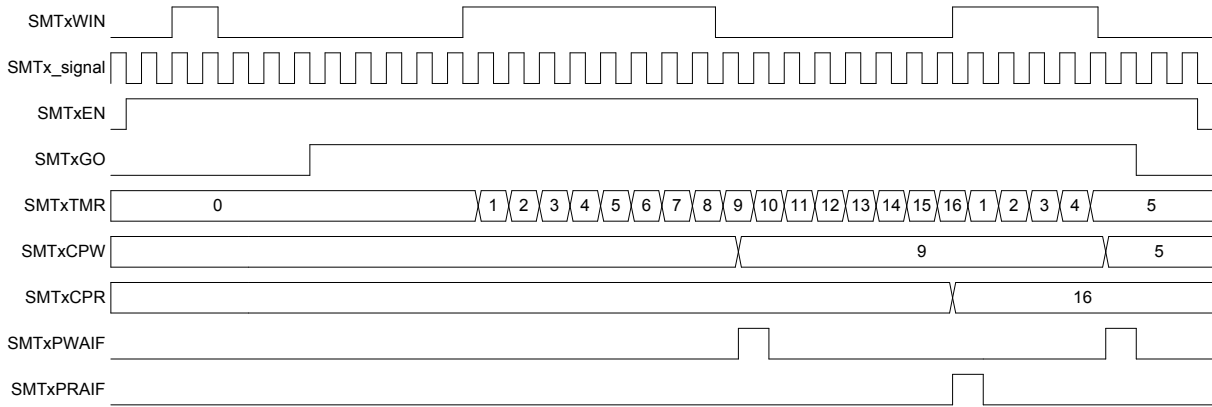 SMTxWIN
SMTx_signal
SMTxEN
SMTxGO
SMTxTMR 0 1 2 3 4 5 6 7 8 9 10 11 12 13 14 15 16 1 2 3 4 5
SMTxCPW 9 5
SMTxCPR 16
SMTxPWAIF
SMTxPRAIF